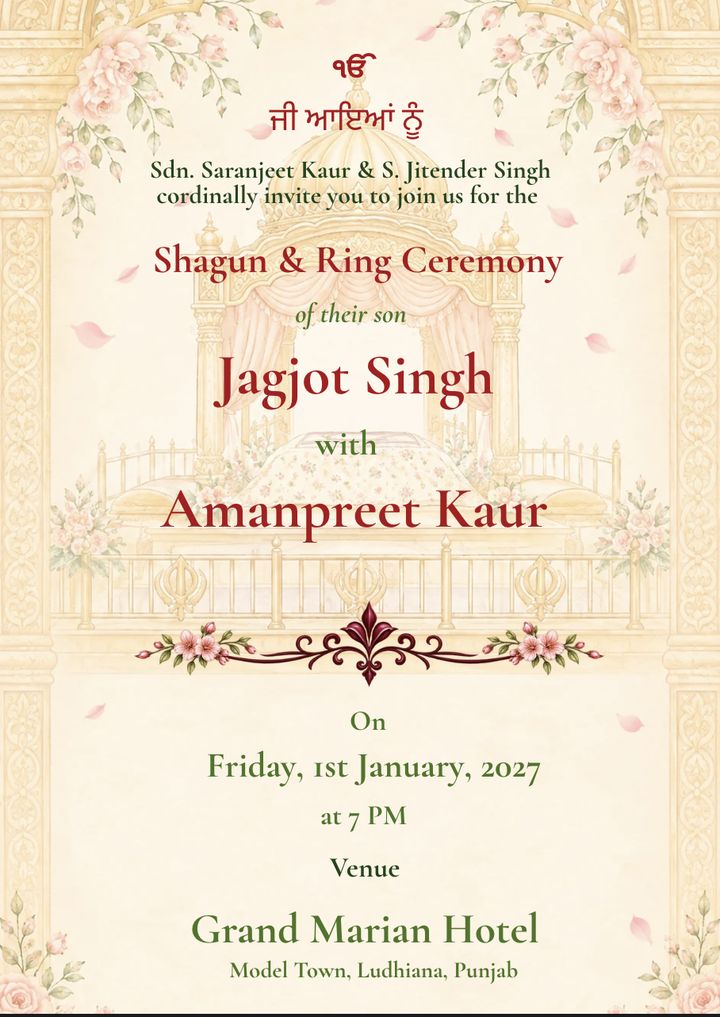 ੴ
ਜੀ ਆਇਆਂ ਨੂੰ
Sdn. Saranjeet Kaur & S. Jitender Singh
cordinally invite you to join us for the
Shagun & Ring Ceremony
of their son
Jagjot Singh
with
Amanpreet Kaur
On
Friday, 1st January, 2027
at 7 PM
Venue
Grand Marian Hotel
Model Town, Ludhiana, Punjab